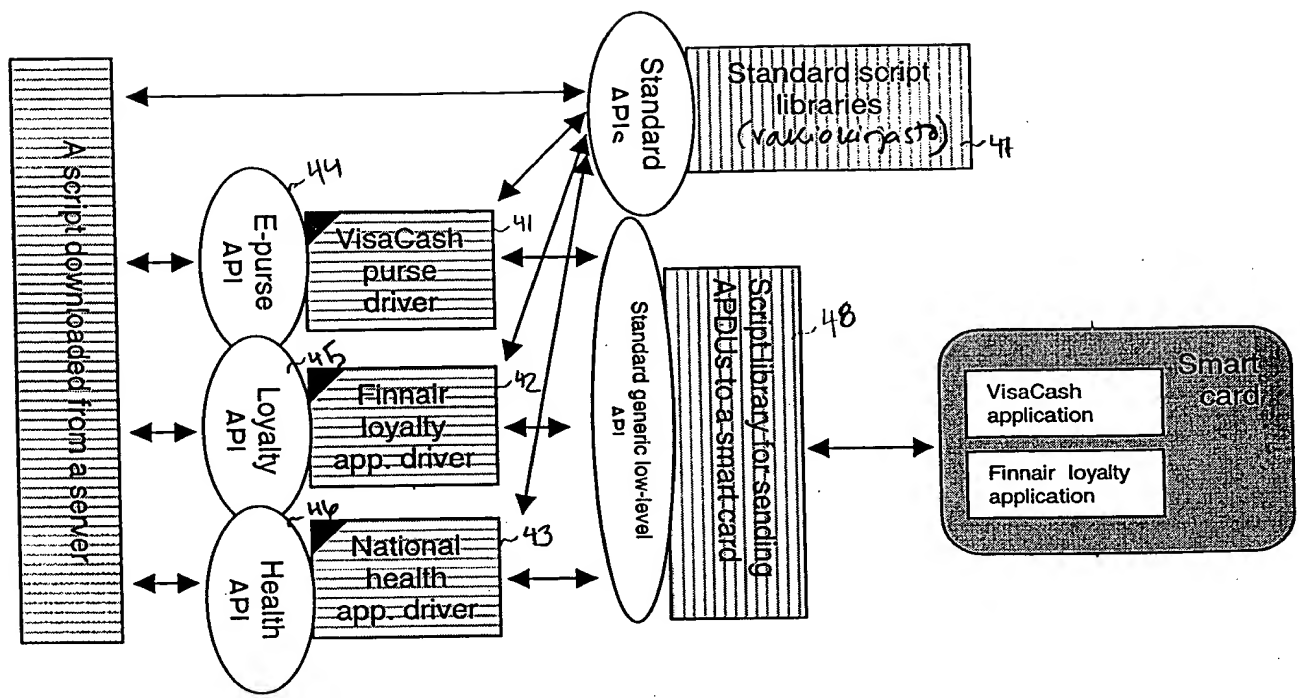 A script downloaded from a server
44
E-purse
API
VisaCash
purse
driver
41
45
Loyalty
API
Finnair
loyalty
app. driver
42
46
Health
API
National
health
app. driver
43
Standard
APIs
Standard script
libraries
(vakiokirjasto)
47
Standard generic low-level
API
Script library for sending
APDUs to a smart card
48
Smart
card
VisaCash
application
Finnair loyalty
application